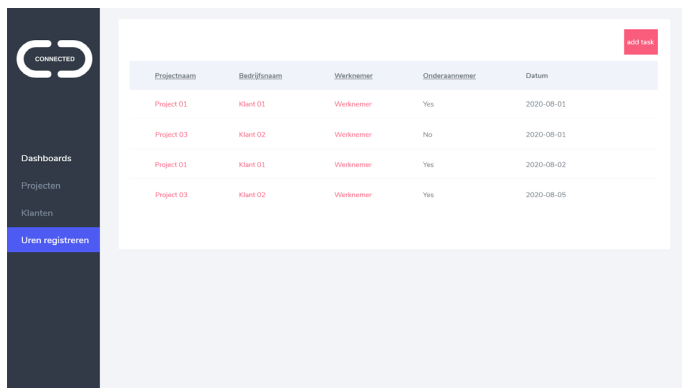 CONNECTED
Dashboards
Projecten
Klanten
Uren registreren
add task
Projectnaam Bedrijfsnaam Werknemer Onderaannemer Datum
Project 01 Klant 01 Werknemer Yes 2020-08-01
Project 03 Klant 02 Werknemer No 2020-08-01
Project 01 Klant 01 Werknemer Yes 2020-08-02
Project 03 Klant 02 Werknemer Yes 2020-08-05